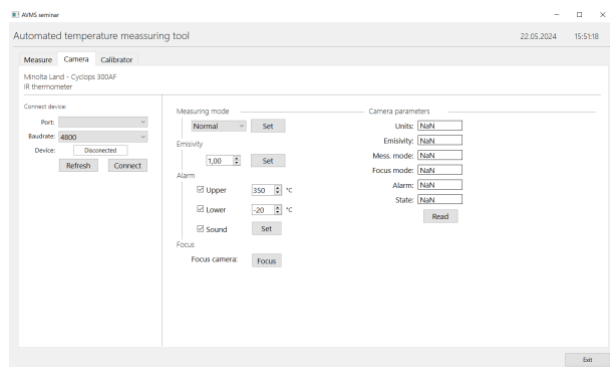 AVMS seminar
Automated temperature meassuring tool
22.05.2024 15:51:18
Measure Camera Calibrator
Minolta Land - Cyclops 300AF
IR thermometer
Connect device:
Port:
Baudrate: 4800
Device: Disconnected
Refresh Connect
Measuring mode
Normal Set
Emisivity
1,00 Set
Alarm
Upper 350 °C
Lower -20 °C
Sound Set
Focus
Focus camera: Focus
Camera parameters
Units: NaN
Emisivity: NaN
Mess. mode: NaN
Focus mode: NaN
Alarm: NaN
State: NaN
Read
Exit